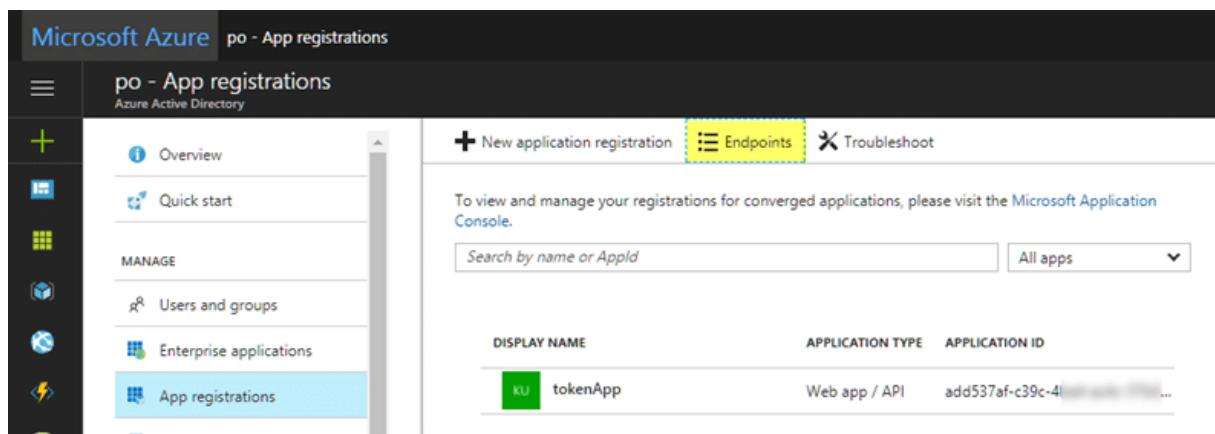 Microsoft Azure po - App registrations
po - App registrations
Azure Active Directory
Overview
Quick start
MANAGE
Users and groups
Enterprise applications
App registrations
New application registration Endpoints Troubleshoot
To view and manage your registrations for converged applications, please visit the Microsoft Application
Console.
Search by name or AppId All apps
DISPLAY NAME APPLICATION TYPE APPLICATION ID
KU tokenApp Web app / API add537af-c39c-4 ...